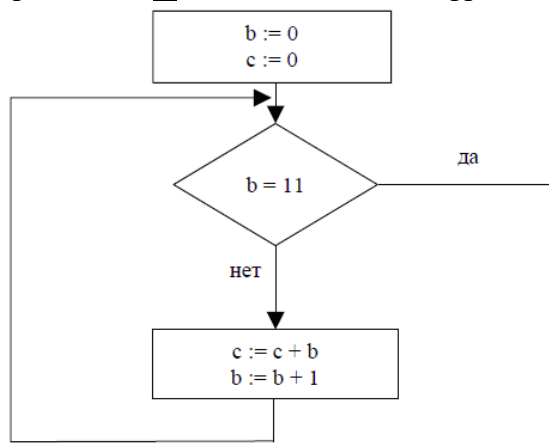 b := 0
c := 0
b = 11
да
нет
c := c + b
b := b + 1